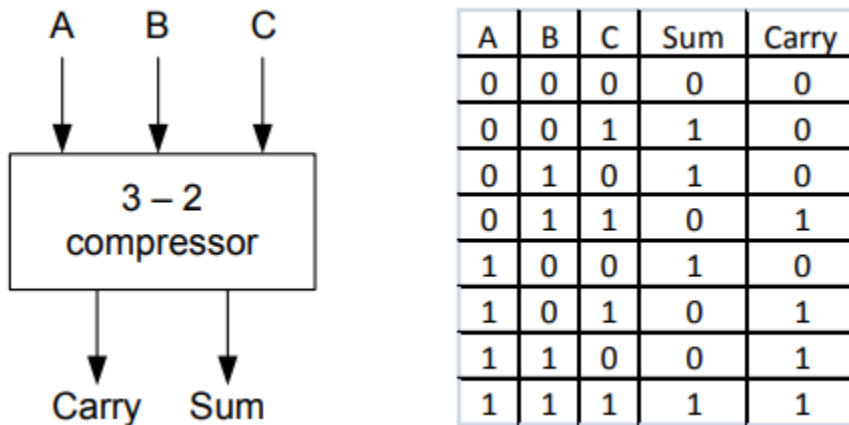 A B C
3 – 2
compressor
Carry Sum
A B C Sum Carry
0 0 0 0 0
0 0 1 1 0
0 1 0 1 0
0 1 1 0 1
1 0 0 1 0
1 0 1 0 1
1 1 0 0 1
1 1 1 1 1